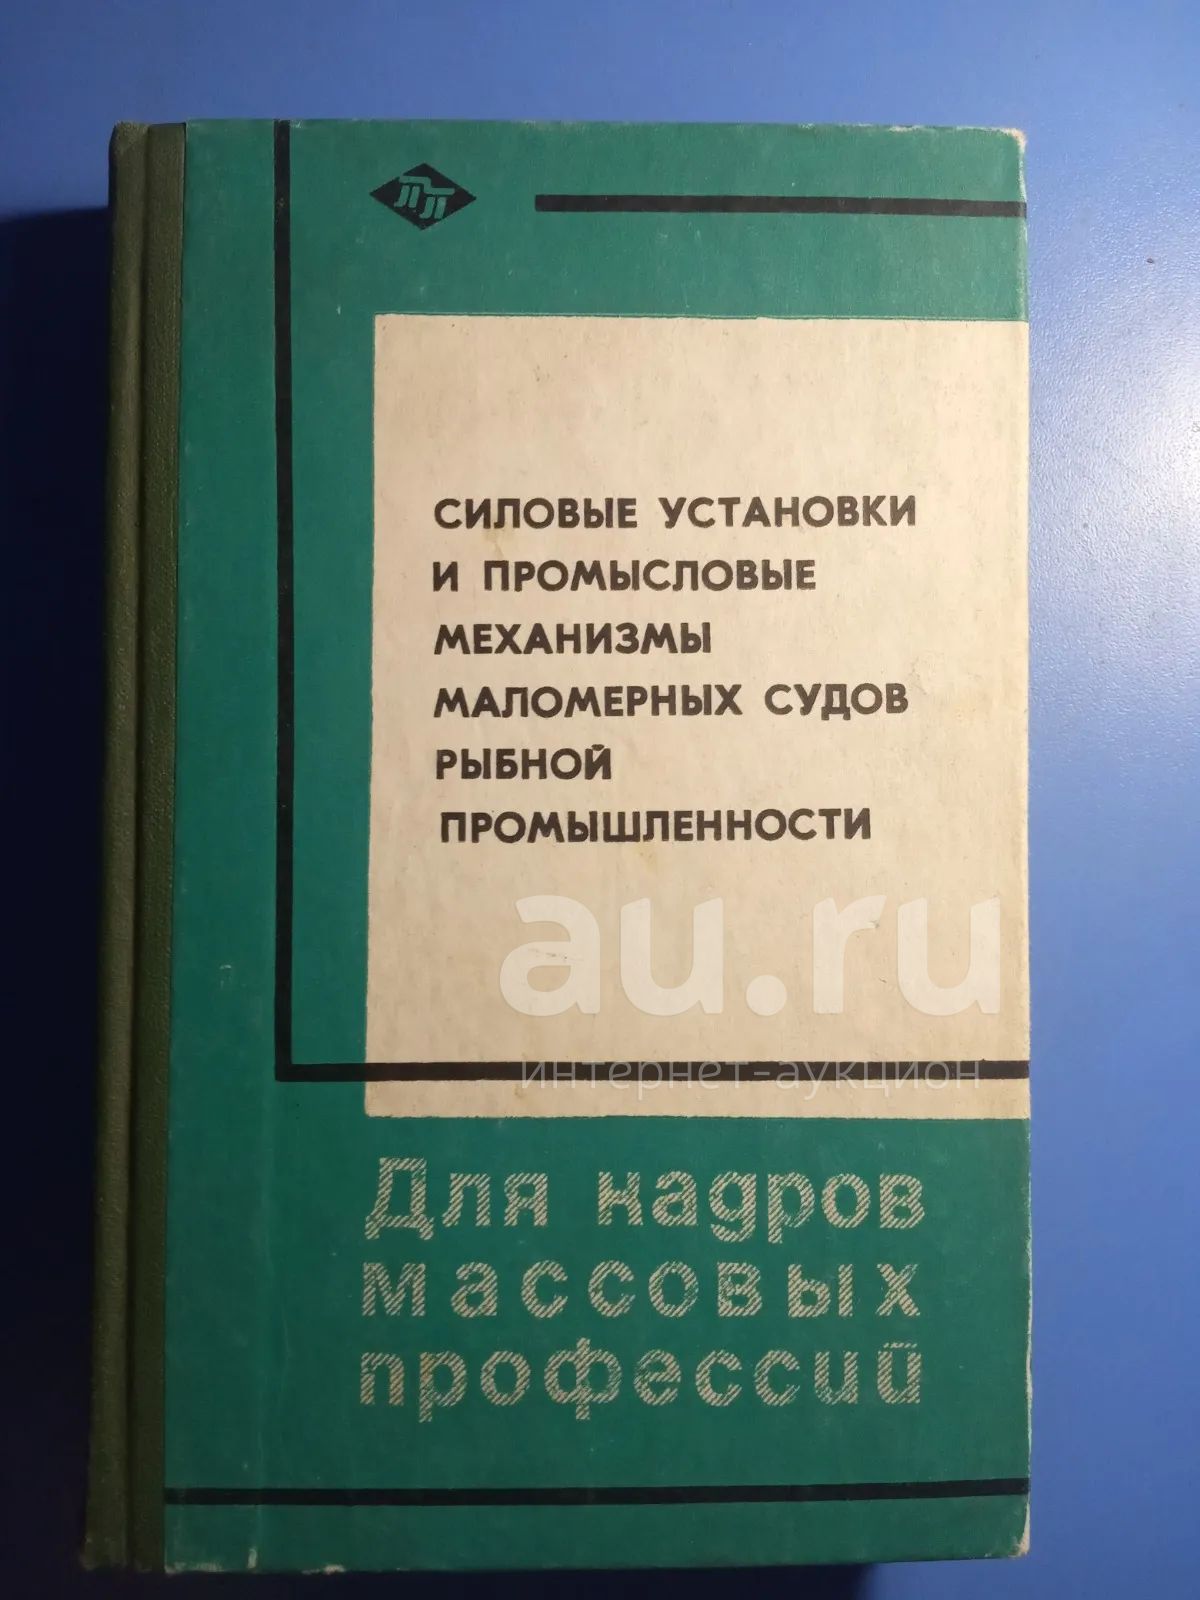 ПП
СИЛОВЫЕ УСТАНОВКИ
И ПРОМЫСЛОВЫЕ
МЕХАНИЗМЫ
МАЛОМЕРНЫХ СУДОВ
РЫБНОЙ
ПРОМЫШЛЕННОСТИ
au.ru
интернет-аукцион
Для кадров
массовых
профессий